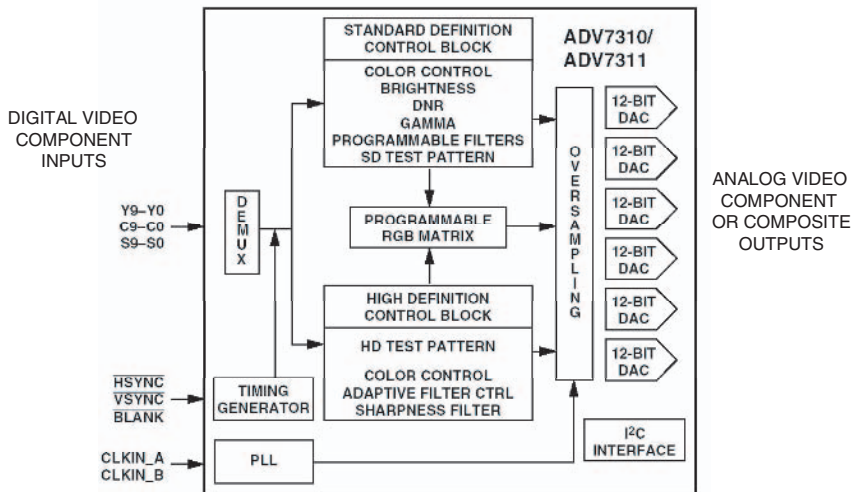 STANDARD DEFINITION
CONTROL BLOCK
COLOR CONTROL
BRIGHTNESS
DNR
GAMMA
PROGRAMMABLE FILTERS
SD TEST PATTERN
ADV7310/
ADV7311
DIGITAL VIDEO
COMPONENT
INPUTS
Y9–Y0
C9–C0
S9–S0
DEMUX
PROGRAMMABLE
RGB MATRIX
HIGH DEFINITION
CONTROL BLOCK
HD TEST PATTERN
COLOR CONTROL
ADAPTIVE FILTER CTRL
SHARPNESS FILTER
OVERSAMPLING
12-BIT
DAC
12-BIT
DAC
12-BIT
DAC
12-BIT
DAC
12-BIT
DAC
12-BIT
DAC
ANALOG VIDEO
COMPONENT
OR COMPOSITE
OUTPUTS
HSYNC
VSYNC
BLANK
TIMING
GENERATOR
CLKIN_A
CLKIN_B
PLL
I²C
INTERFACE